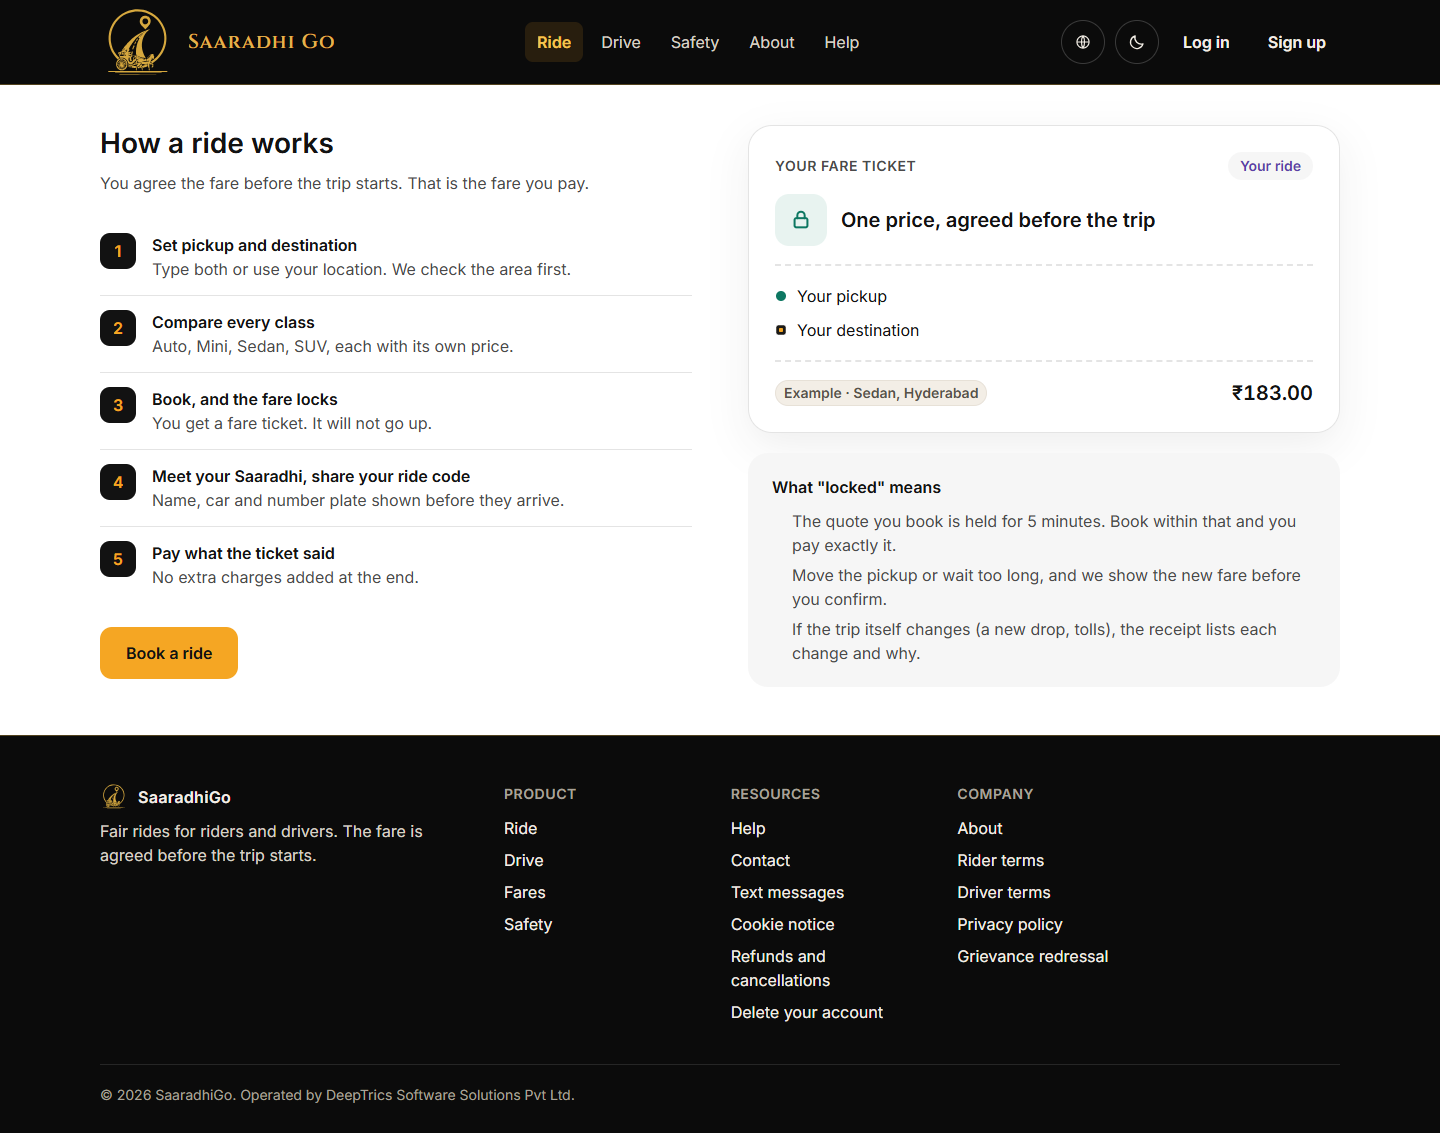 Saaradhi Go
Ride
Drive
Safety
About
Help
Log in
Sign up
How a ride works
You agree the fare before the trip starts. That is the fare you pay.
1
Set pickup and destination
Type both or use your location. We check the area first.
2
Compare every class
Auto, Mini, Sedan, SUV, each with its own price.
3
Book, and the fare locks
You get a fare ticket. It will not go up.
4
Meet your Saaradhi, share your ride code
Name, car and number plate shown before they arrive.
5
Pay what the ticket said
No extra charges added at the end.
Book a ride
YOUR FARE TICKET
Your ride
One price, agreed before the trip
Your pickup
Your destination
Example · Sedan, Hyderabad
₹183.00
What "locked" means
The quote you book is held for 5 minutes. Book within that and you
pay exactly it.
Move the pickup or wait too long, and we show the new fare before
you confirm.
If the trip itself changes (a new drop, tolls), the receipt lists each
change and why.
SaaradhiGo
Fair rides for riders and drivers. The fare is
agreed before the trip starts.
PRODUCT
Ride
Drive
Fares
Safety
RESOURCES
Help
Contact
Text messages
Cookie notice
Refunds and
cancellations
Delete your account
COMPANY
About
Rider terms
Driver terms
Privacy policy
Grievance redressal
© 2026 SaaradhiGo. Operated by DeepTrics Software Solutions Pvt Ltd.